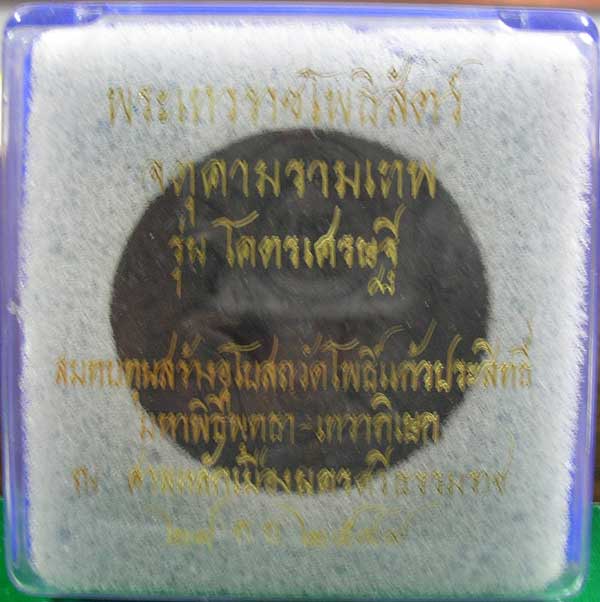 พระเทวราชโพธิสัตว์
จตุคามรามเทพ
รุ่น โคตรเศรษฐี
สมทบทุนสร้างอุโบสถวัดโพธิ์แก้วประสิทธิ์
มหาพิธีพุทธา-เทวาภิเษก
ณ ศาลหลักเมืองนครศรีธรรมราช